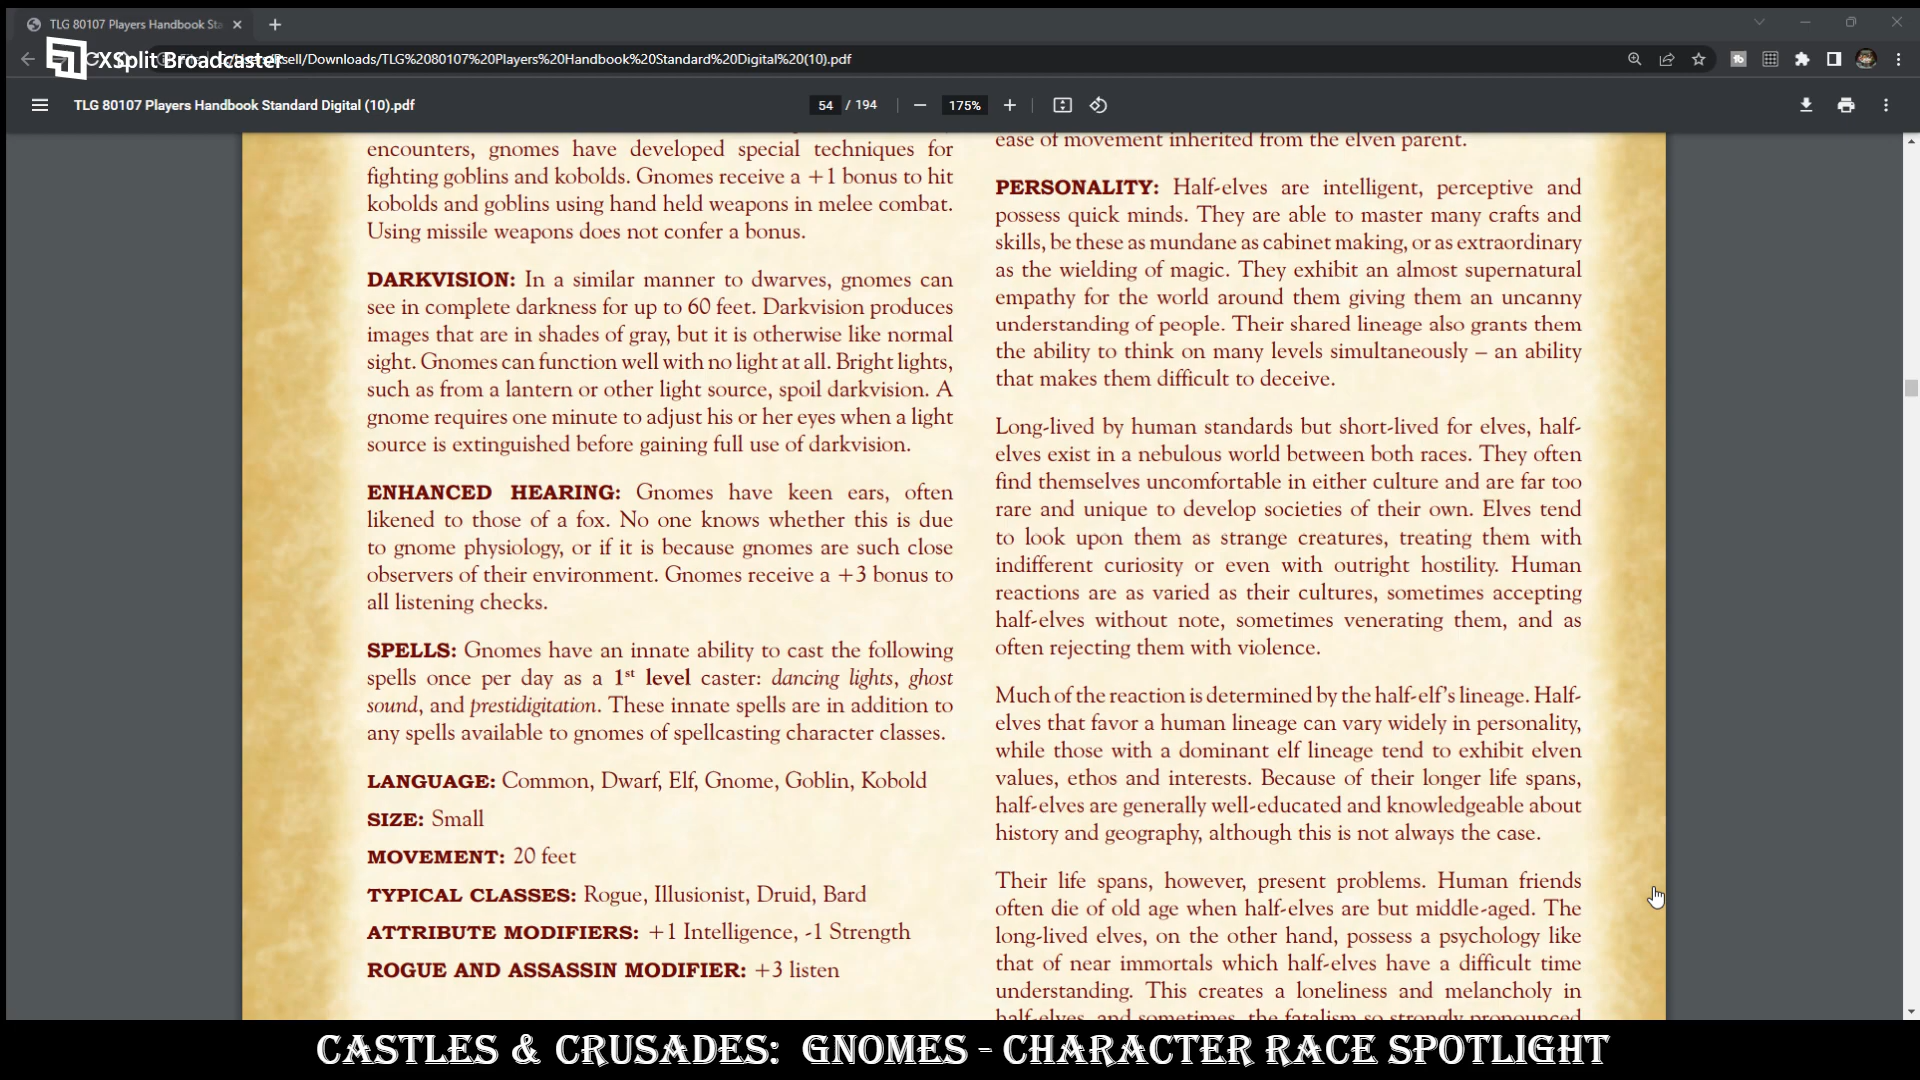 TLG 80107 Players Handbook Sta
XSplit Broadcaster
sell/Downloads/TLG%2080107%20Players%20Handbook%20Standard%20Digital%20(10).pdf
TLG 80107 Players Handbook Standard Digital (10).pdf
54 / 194
175%
encounters, gnomes have developed special techniques for
fighting goblins and kobolds. Gnomes receive a +1 bonus to hit
kobolds and goblins using hand held weapons in melee combat.
Using missile weapons does not confer a bonus.
DARKVISION: In a similar manner to dwarves, gnomes can
see in complete darkness for up to 60 feet. Darkvision produces
images that are in shades of gray, but it is otherwise like normal
sight. Gnomes can function well with no light at all. Bright lights,
such as from a lantern or other light source, spoil darkvision. A
gnome requires one minute to adjust his or her eyes when a light
source is extinguished before gaining full use of darkvision.
ENHANCED HEARING: Gnomes have keen ears, often
likened to those of a fox. No one knows whether this is due
to gnome physiology, or if it is because gnomes are such close
observers of their environment. Gnomes receive a +3 bonus to
all listening checks.
SPELLS: Gnomes have an innate ability to cast the following
spells once per day as a 1st level caster: dancing lights, ghost
sound, and prestidigitation. These innate spells are in addition to
any spells available to gnomes of spellcasting character classes.
LANGUAGE: Common, Dwarf, Elf, Gnome, Goblin, Kobold
SIZE: Small
MOVEMENT: 20 feet
TYPICAL CLASSES: Rogue, Illusionist, Druid, Bard
ATTRIBUTE MODIFIERS: +1 Intelligence, -1 Strength
ROGUE AND ASSASSIN MODIFIER: +3 listen
ease of movement inherited from the elven parent.
PERSONALITY: Half-elves are intelligent, perceptive and
possess quick minds. They are able to master many crafts and
skills, be these as mundane as cabinet making, or as extraordinary
as the wielding of magic. They exhibit an almost supernatural
empathy for the world around them giving them an uncanny
understanding of people. Their shared lineage also grants them
the ability to think on many levels simultaneously – an ability
that makes them difficult to deceive.
Long-lived by human standards but short-lived for elves, half-
elves exist in a nebulous world between both races. They often
find themselves uncomfortable in either culture and are far too
rare and unique to develop societies of their own. Elves tend
to look upon them as strange creatures, treating them with
indifferent curiosity or even with outright hostility. Human
reactions are as varied as their cultures, sometimes accepting
half-elves without note, sometimes venerating them, and as
often rejecting them with violence.
Much of the reaction is determined by the half-elf's lineage. Half-
elves that favor a human lineage can vary widely in personality,
while those with a dominant elf lineage tend to exhibit elven
values, ethos and interests. Because of their longer life spans,
half-elves are generally well-educated and knowledgeable about
history and geography, although this is not always the case.
Their life spans, however, present problems. Human friends
often die of old age when half-elves are but middle-aged. The
long-lived elves, on the other hand, possess a psychology like
that of near immortals which half-elves have a difficult time
understanding. This creates a loneliness and melancholy in
half-elves, and sometimes, the fatalism so strongly pronounced
CASTLES & CRUSADES: GNOMES - CHARACTER RACE SPOTLIGHT